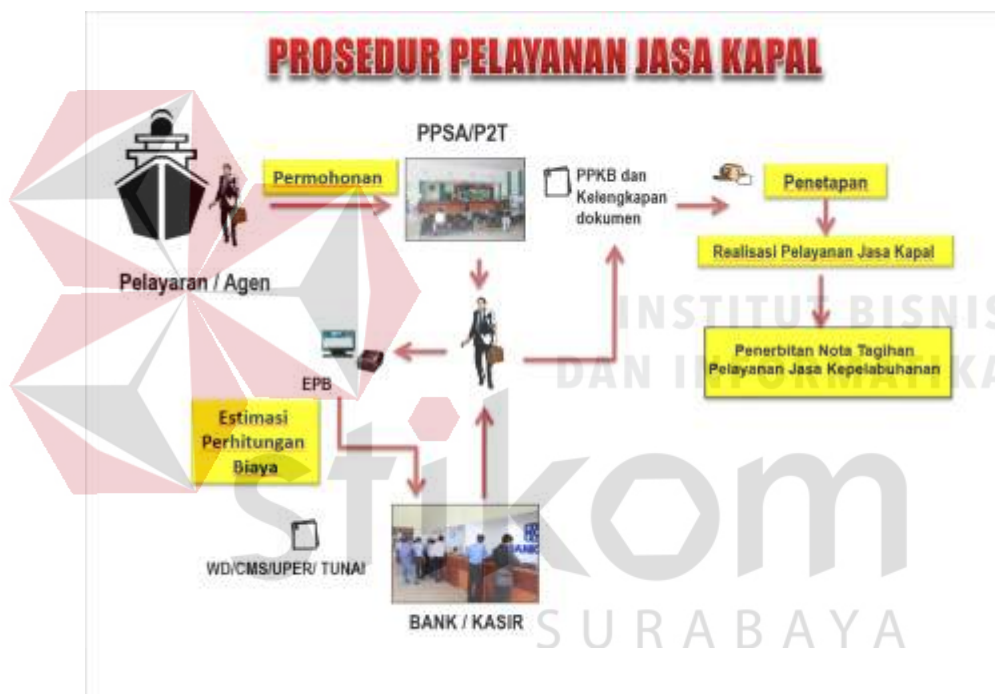 PROSEDUR PELAYANAN JASA KAPAL
PPSA/P2T
Permohonan
PPKB dan
Kelengkapan
dokumen
Penetapan
Pelayaran / Agen
Realisasi Pelayanan Jasa Kapal
INSTITUT BISNIS
DAN INFORMATIKA
Penerbitan Nota Tagihan
Pelayanan Jasa Kepelabuhanan
EPB
Estimasi
Perhitungan
Biaya
stikom
SURABAYA
WD/CMS/UPER/ TUNAI
BANK
BANK / KASIR